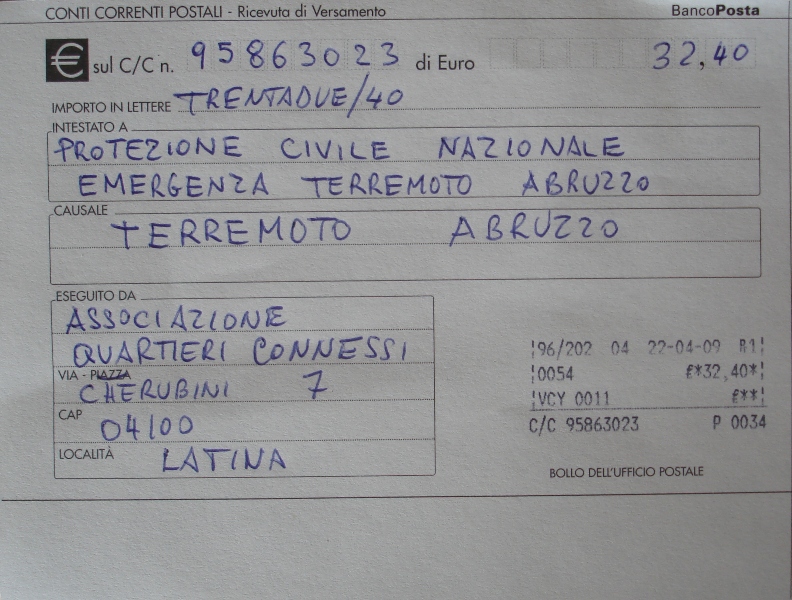 CONTI CORRENTI POSTALI - Ricevuta di Versamento BancoPosta
€ sul C/C n. 95863023 di Euro 32,40
IMPORTO IN LETTERE TRENTADUE/40
INTESTATO A
PROTEZIONE CIVILE NAZIONALE
EMERGENZA TERREMOTO ABRUZZO
CAUSALE
TERREMOTO ABRUZZO
ESEGUITO DA
ASSOCIAZIONE
QUARTIERI CONNESSI
VIA - PIAZZA
CHERUBINI 7
CAP
04100
LOCALITÀ
LATINA
¦96/202 04 22-04-09 R1¦
¦0054 £*32,40*¦
¦VCY 0011 £**¦
C/C 95863023 P 0034
BOLLO DELL'UFFICIO POSTALE